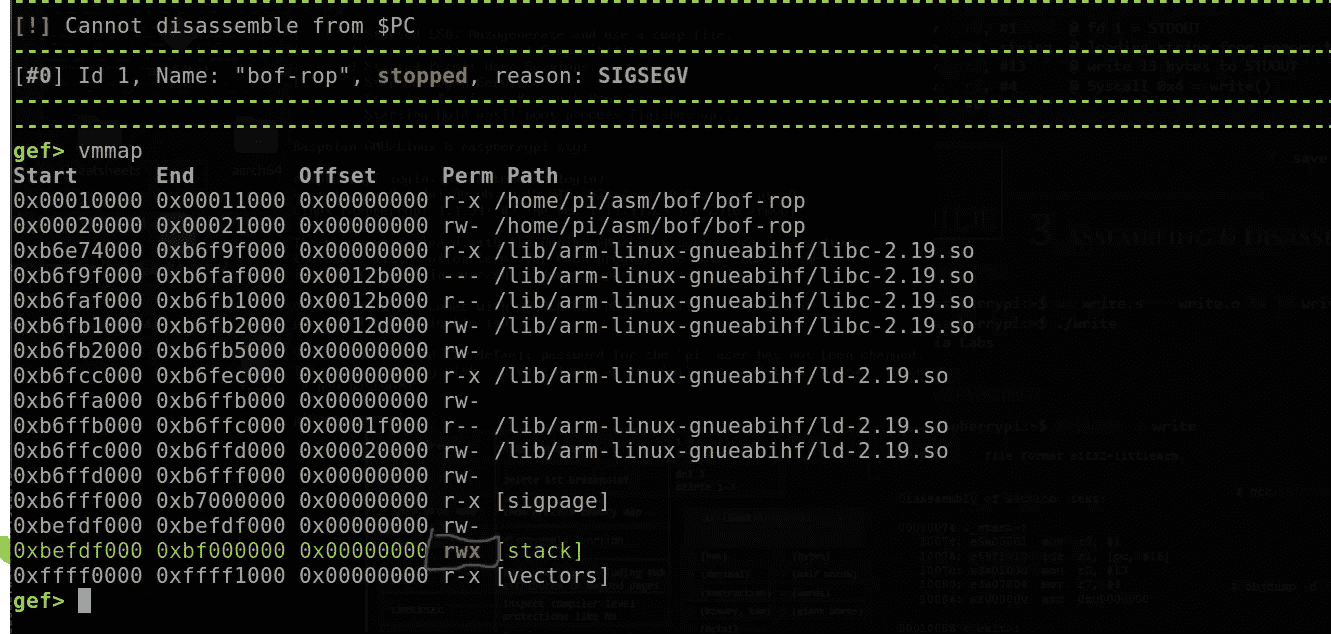 [!] Cannot disassemble from $PC
[#0] Id 1, Name: "bof-rop", stopped, reason: SIGSEGV
gef> vmmap
Start End Offset Perm Path
0x00010000 0x00011000 0x00000000 r-x /home/pi/asm/bof/bof-rop
0x00020000 0x00021000 0x00000000 rw- /home/pi/asm/bof/bof-rop
0xb6e74000 0xb6f9f000 0x00000000 r-x /lib/arm-linux-gnueabihf/libc-2.19.so
0xb6f9f000 0xb6faf000 0x0012b000 --- /lib/arm-linux-gnueabihf/libc-2.19.so
0xb6faf000 0xb6fb1000 0x0012b000 r-- /lib/arm-linux-gnueabihf/libc-2.19.so
0xb6fb1000 0xb6fb2000 0x0012d000 rw- /lib/arm-linux-gnueabihf/libc-2.19.so
0xb6fb2000 0xb6fb5000 0x00000000 rw-
0xb6fcc000 0xb6fec000 0x00000000 r-x /lib/arm-linux-gnueabihf/ld-2.19.so
0xb6ffa000 0xb6ffb000 0x00000000 rw-
0xb6ffb000 0xb6ffc000 0x0001f000 r-- /lib/arm-linux-gnueabihf/ld-2.19.so
0xb6ffc000 0xb6ffd000 0x00020000 rw- /lib/arm-linux-gnueabihf/ld-2.19.so
0xb6ffd000 0xb6fff000 0x00000000 rw-
0xb6fff000 0xb7000000 0x00000000 r-x [sigpage]
0xbefdf000 0xbefdf000 0x00000000 rw-
0xbefdf000 0xbf000000 0x00000000 rwx [stack]
0xffff0000 0xffff1000 0x00000000 r-x [vectors]
gef>